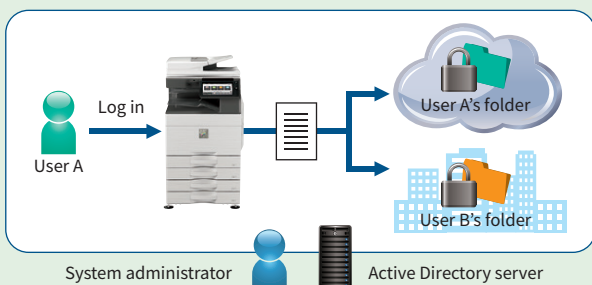 Log in
User A
User A's folder
User B's folder
System administrator
Active Directory server